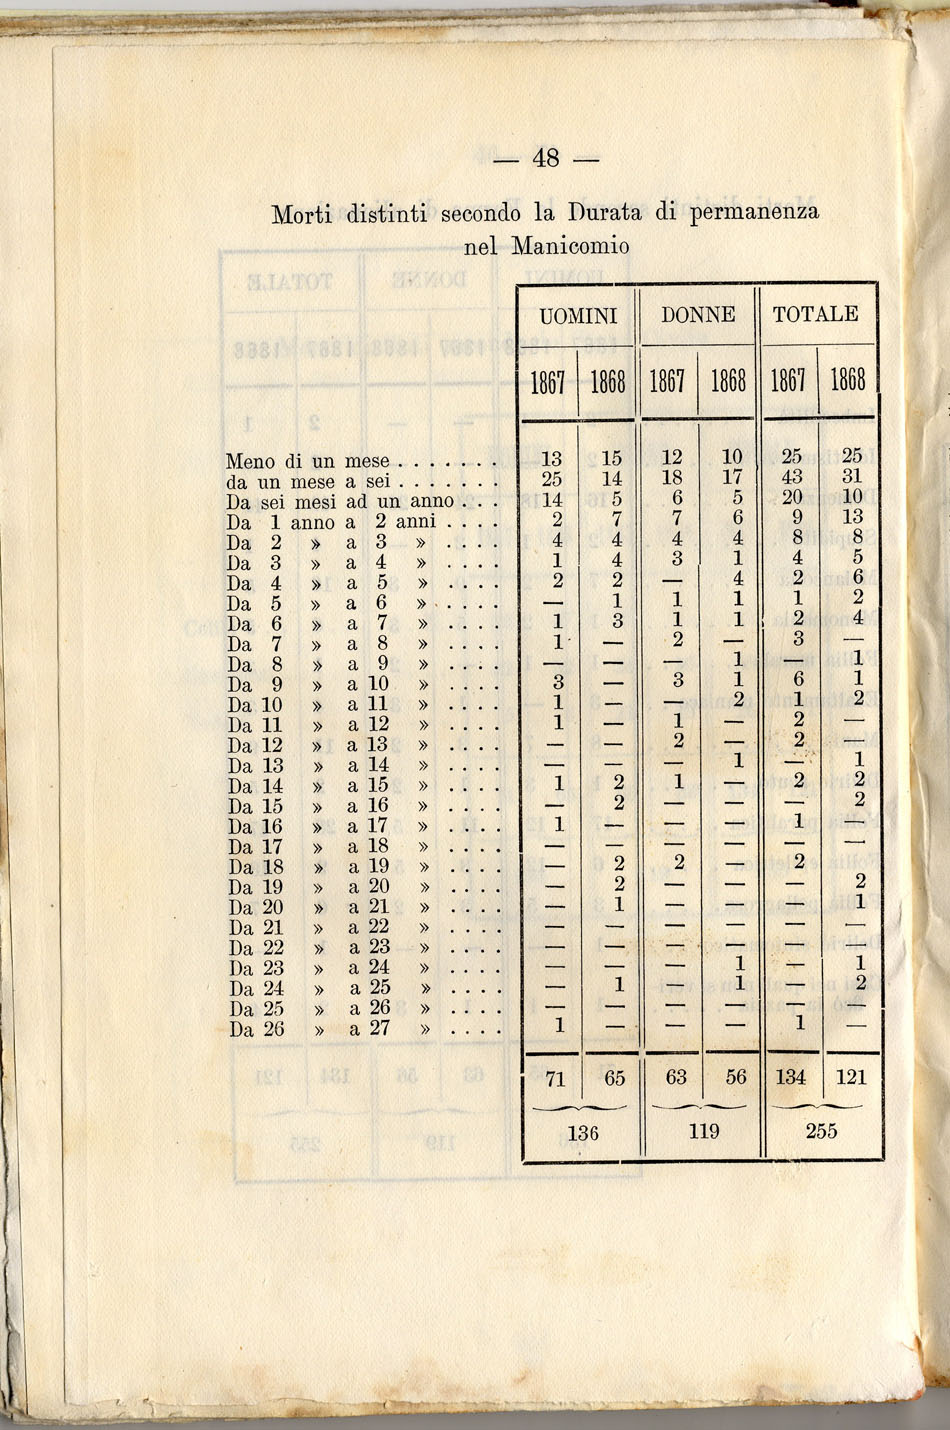 — 48 —
Morti distinti secondo la Durata di permanenza
nel Manicomio
UOMINI DONNE TOTALE
1867 1868 1867 1868 1867 1868
Meno di un mese . . . . . . . 13 15 12 10 25 25
da un mese a sei . . . . . . . 25 14 18 17 43 31
Da sei mesi ad un anno . . . 14 5 6 5 20 10
Da 1 anno a 2 anni . . . . 2 7 7 6 9 13
Da 2 » a 3 » . . . . 4 4 4 4 8 8
Da 3 » a 4 » . . . . 1 4 3 1 4 5
Da 4 » a 5 » . . . . 2 2 — 4 2 6
Da 5 » a 6 » . . . . — 1 1 1 1 2
Da 6 » a 7 » . . . . 1 3 1 1 2 4
Da 7 » a 8 » . . . . 1 — 2 — 3 —
Da 8 » a 9 » . . . . — — — 1 — 1
Da 9 » a 10 » . . . . 3 — 3 1 6 1
Da 10 » a 11 » . . . . 1 — — 2 1 2
Da 11 » a 12 » . . . . 1 — 1 — 2 —
Da 12 » a 13 » . . . . — — 2 — 2 —
Da 13 » a 14 » . . . . — — — 1 — 1
Da 14 » a 15 » . . . . 1 2 1 — 2 2
Da 15 » a 16 » . . . . — 2 — — — 2
Da 16 » a 17 » . . . . 1 — — — 1 —
Da 17 » a 18 » . . . . — — — — — —
Da 18 » a 19 » . . . . — 2 2 — 2 2
Da 19 » a 20 » . . . . — 2 — — — 2
Da 20 » a 21 » . . . . — 1 — — — 1
Da 21 » a 22 » . . . . — — — — — —
Da 22 » a 23 » . . . . — — — — — —
Da 23 » a 24 » . . . . — — — 1 — 1
Da 24 » a 25 » . . . . — 1 — 1 — 2
Da 25 » a 26 » . . . . — — — — — —
Da 26 » a 27 » . . . . 1 — — — 1 —
71 65 63 56 134 121
136 119 255